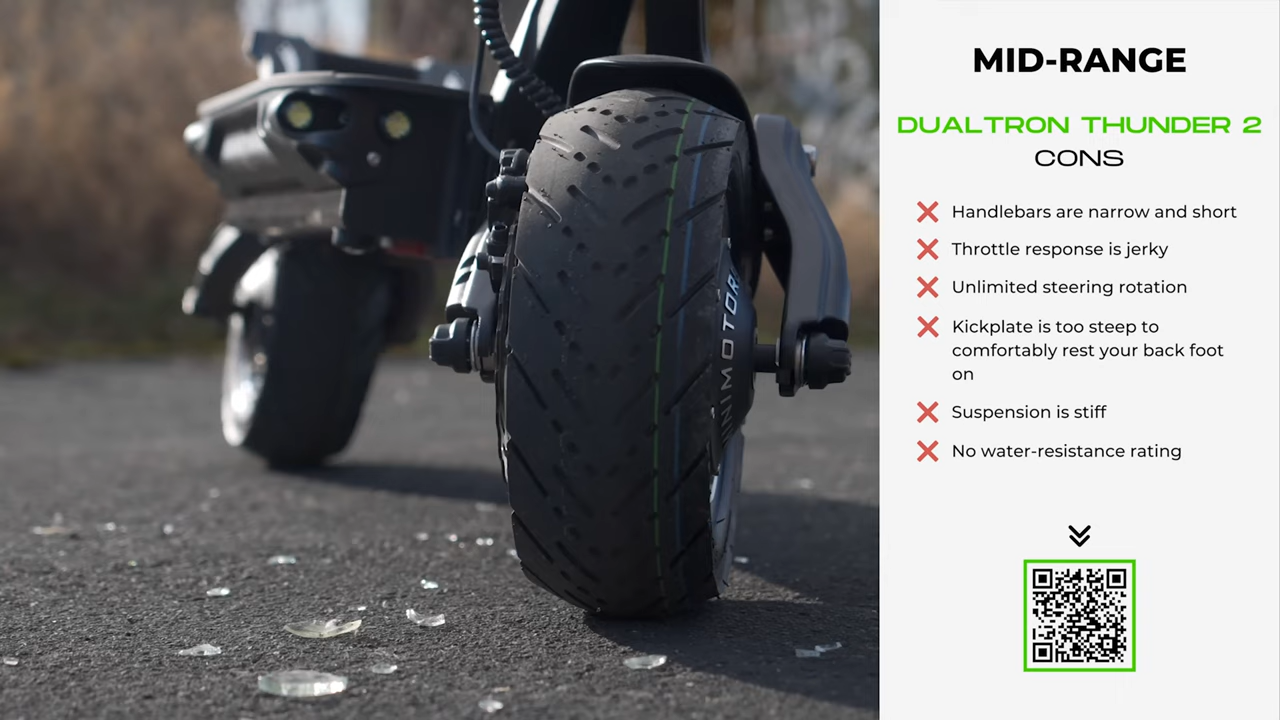 MID-RANGE
DUALTRON THUNDER 2
CONS
Handlebars are narrow and short
Throttle response is jerky
Unlimited steering rotation
Kickplate is too steep to
comfortably rest your back foot
on
Suspension is stiff
No water-resistance rating
MINIMOTORS